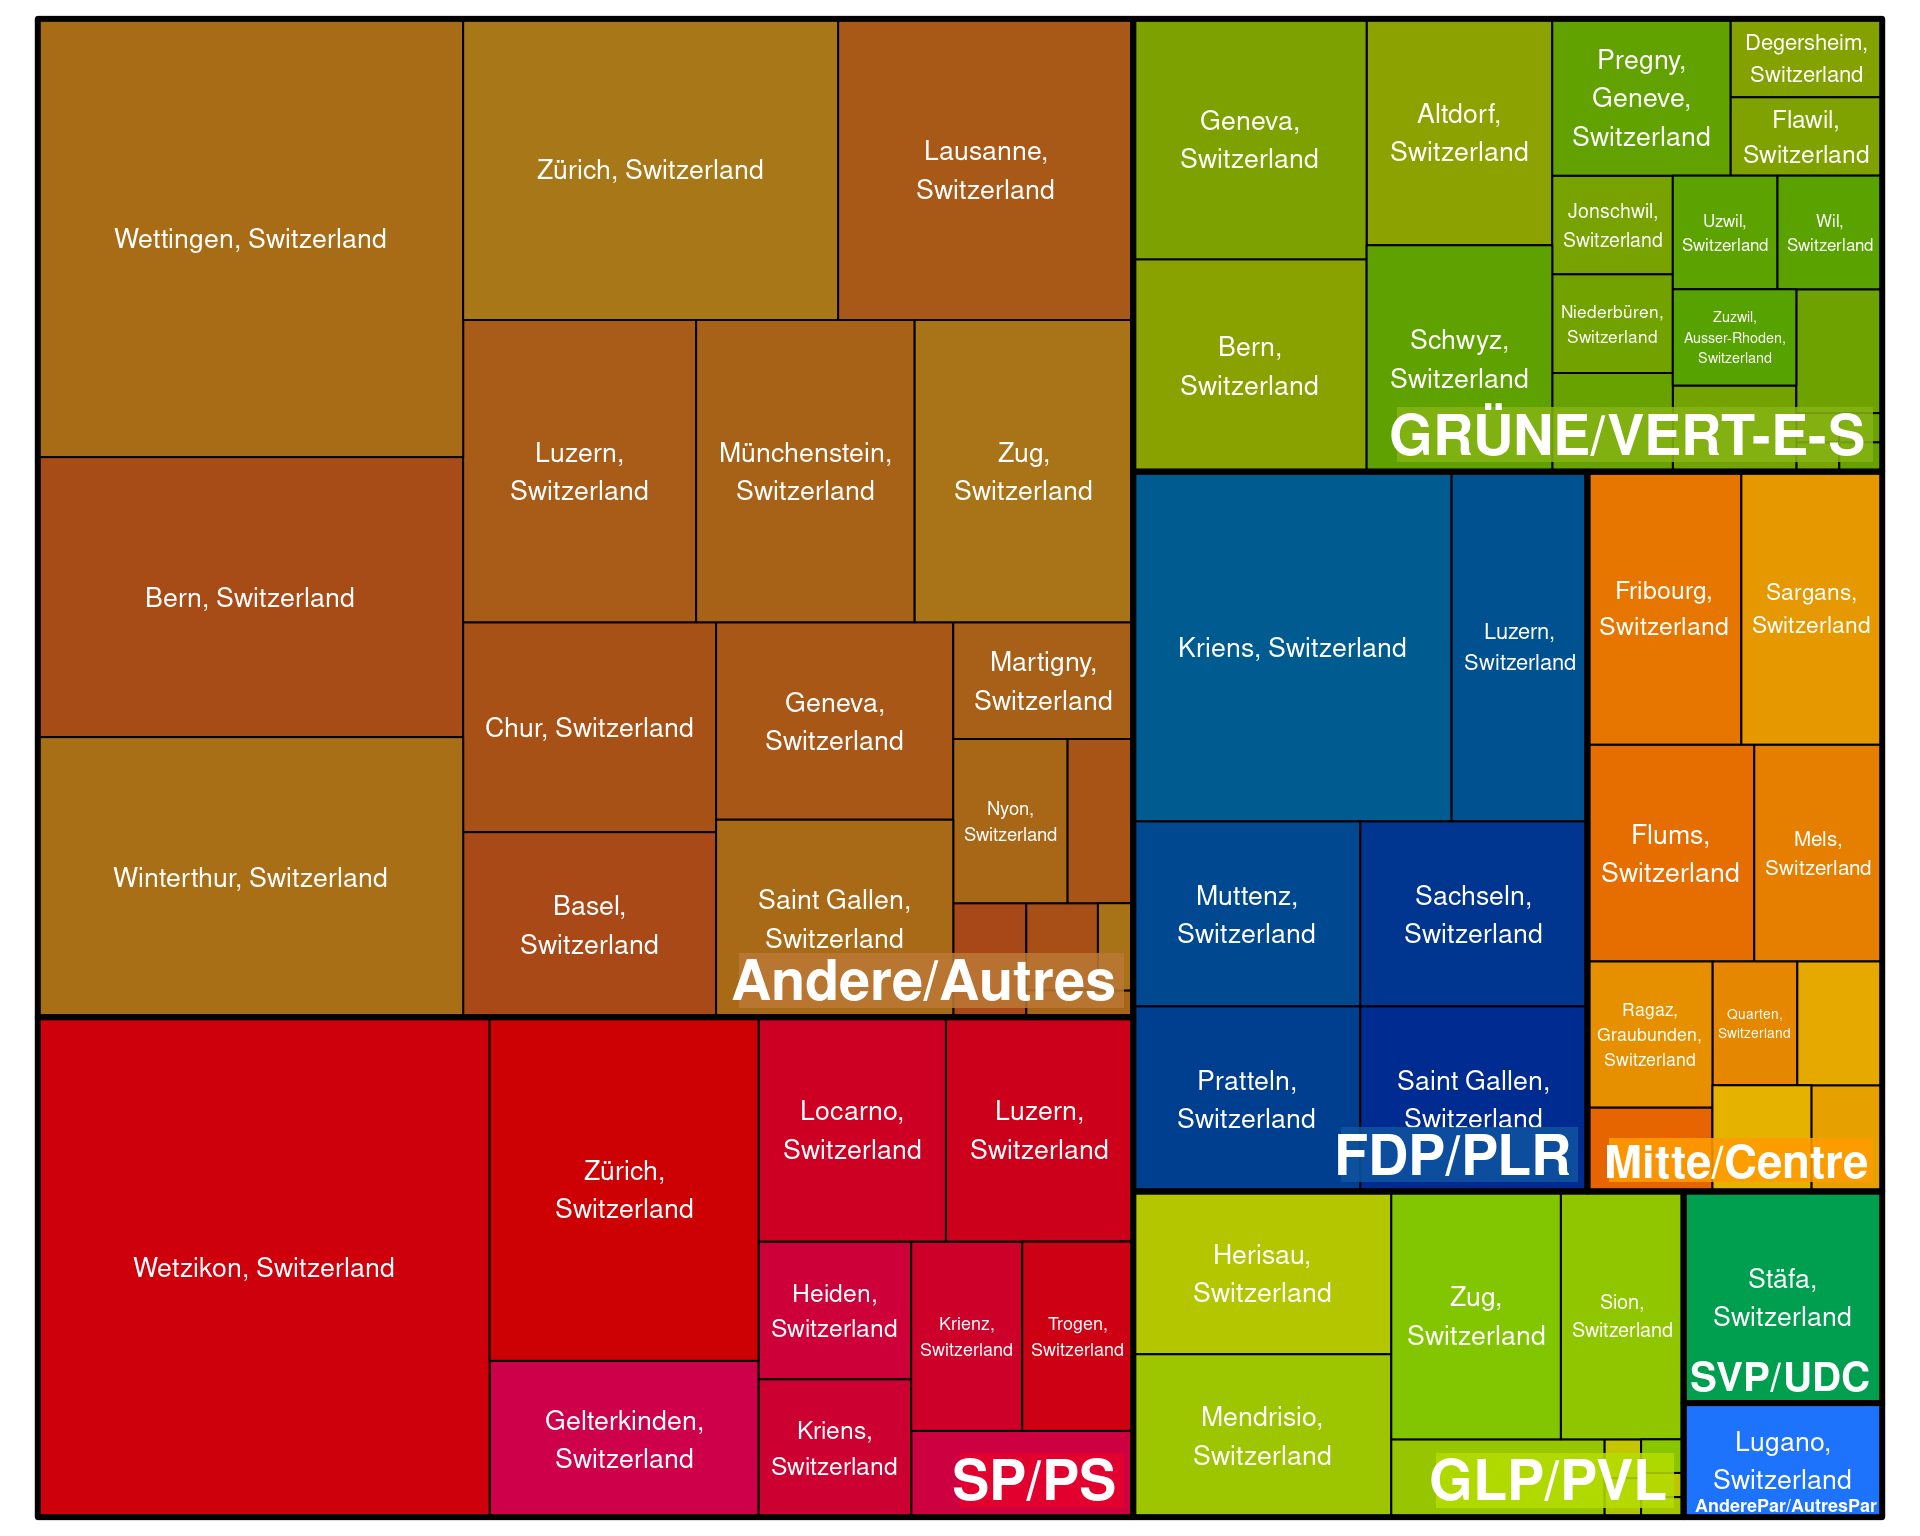 Wettingen, Switzerland
Bern, Switzerland
Winterthur, Switzerland
Zürich, Switzerland
Lausanne,
Switzerland
Luzern,
Switzerland
Münchenstein,
Switzerland
Zug,
Switzerland
Chur, Switzerland
Basel,
Switzerland
Geneva,
Switzerland
Saint Gallen,
Switzerland
Martigny,
Switzerland
Nyon,
Switzerland
Andere/Autres
Wetzikon, Switzerland
Zürich,
Switzerland
Gelterkinden,
Switzerland
Locarno,
Switzerland
Luzern,
Switzerland
Heiden,
Switzerland
Kriens,
Switzerland
Krienz,
Switzerland
Trogen,
Switzerland
SP/PS
Geneva,
Switzerland
Bern,
Switzerland
Altdorf,
Switzerland
Schwyz,
Switzerland
Pregny,
Geneve,
Switzerland
Degersheim,
Switzerland
Flawil,
Switzerland
Jonschwil,
Switzerland
Niederbüren,
Switzerland
Uzwil,
Switzerland
Wil,
Switzerland
Zuzwil,
Ausser-Rhoden,
Switzerland
GRÜNE/VERT-E-S
Kriens, Switzerland
Luzern,
Switzerland
Muttenz,
Switzerland
Sachseln,
Switzerland
Pratteln,
Switzerland
Saint Gallen,
Switzerland
FDP/PLR
Fribourg,
Switzerland
Sargans,
Switzerland
Flums,
Switzerland
Mels,
Switzerland
Ragaz,
Graubunden,
Switzerland
Quarten,
Switzerland
Mitte/Centre
Herisau,
Switzerland
Mendrisio,
Switzerland
Zug,
Switzerland
Sion,
Switzerland
GLP/PVL
Stäfa,
Switzerland
SVP/UDC
Lugano,
Switzerland
AnderePar/AutresPar